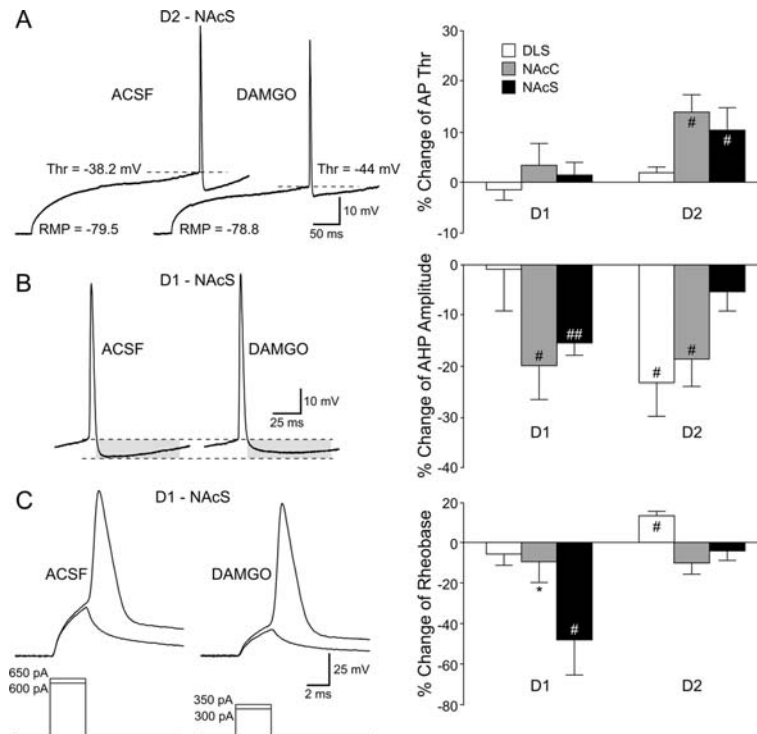 A
D2 - NAcS
ACSF
DAMGO
Thr = -38.2 mV
Thr = -44 mV
RMP = -79.5
RMP = -78.8
10 mV
50 ms
% Change of AP Thr
30
20
10
0
-10
DLS
NAcC
NAcS
#
#
D1
D2
B
D1 - NAcS
ACSF
DAMGO
10 mV
25 ms
% Change of AHP Amplitude
0
-10
-20
-30
-40
#
##
#
#
D1
D2
C
D1 - NAcS
ACSF
DAMGO
25 mV
2 ms
650 pA
600 pA
350 pA
300 pA
% Change of Rheobase
20
0
-20
-40
-60
-80
*
#
#
D1
D2